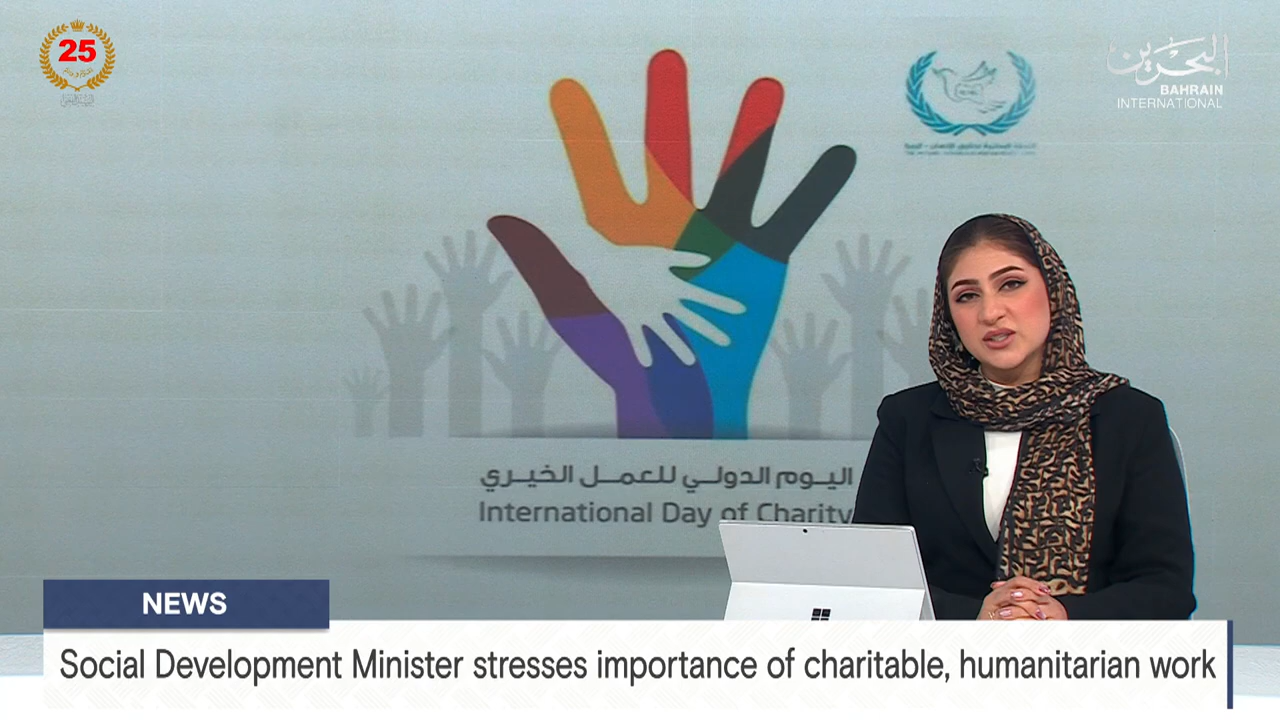 25
البحرين
BAHRAIN
INTERNATIONAL
اليوم الدولي للعمل الخيري
International Day of Charity
NEWS
Social Development Minister stresses importance of charitable, humanitarian work